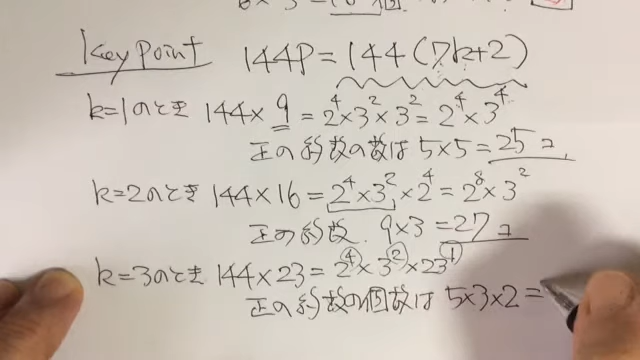 Key Point 144P = 144(7k+2)
k=1のとき 144×9 = 2⁴×3²×3² = 2⁴×3⁴
正の約数の数は 5×5 = 25コ,
k=2のとき 144×16 = 2⁴×3²×2⁴ = 2⁸×3²
正の約数 9×3 = 27コ
k=3のとき 144×23 = 2⁴×3²×23¹
正の約数の個数は 5×3×2 =